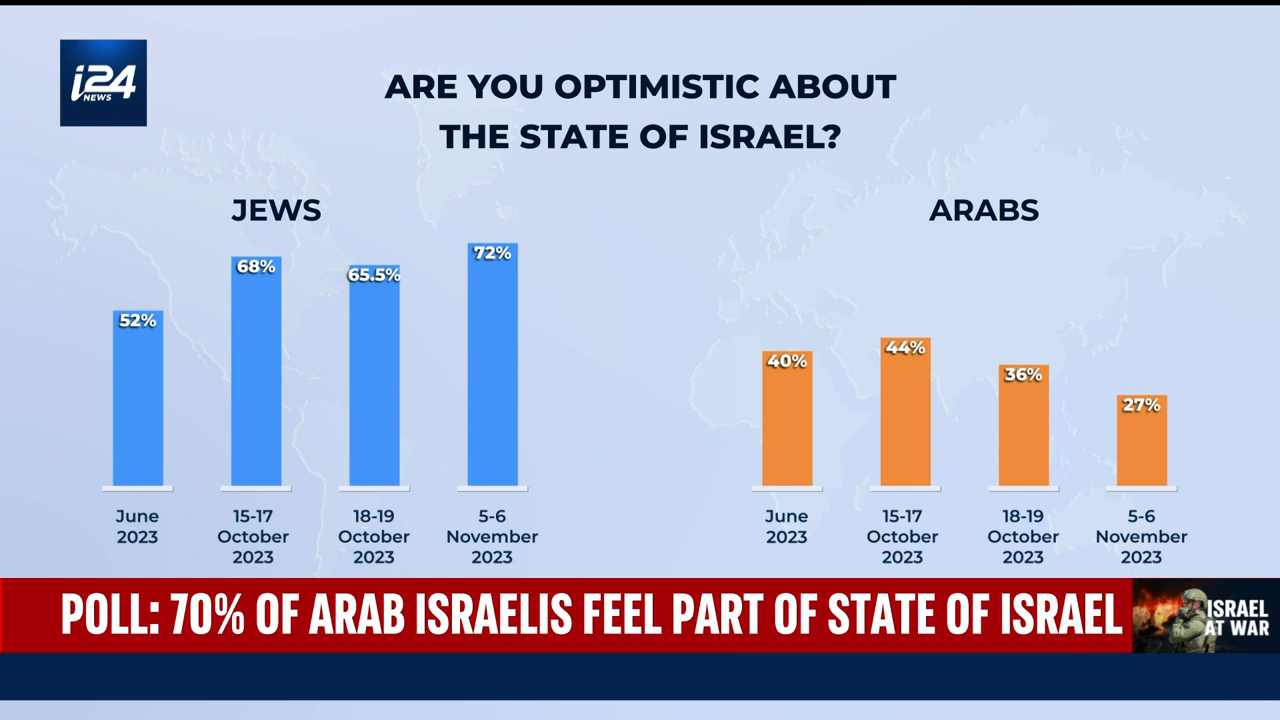 i24
NEWS
ARE YOU OPTIMISTIC ABOUT
THE STATE OF ISRAEL?
JEWS
52%
68%
65.5%
72%
June
2023
15-17
October
2023
18-19
October
2023
5-6
November
2023
ARABS
40%
44%
36%
27%
June
2023
15-17
October
2023
18-19
October
2023
5-6
November
2023
POLL: 70% OF ARAB ISRAELIS FEEL PART OF STATE OF ISRAEL
ISRAEL
AT WAR